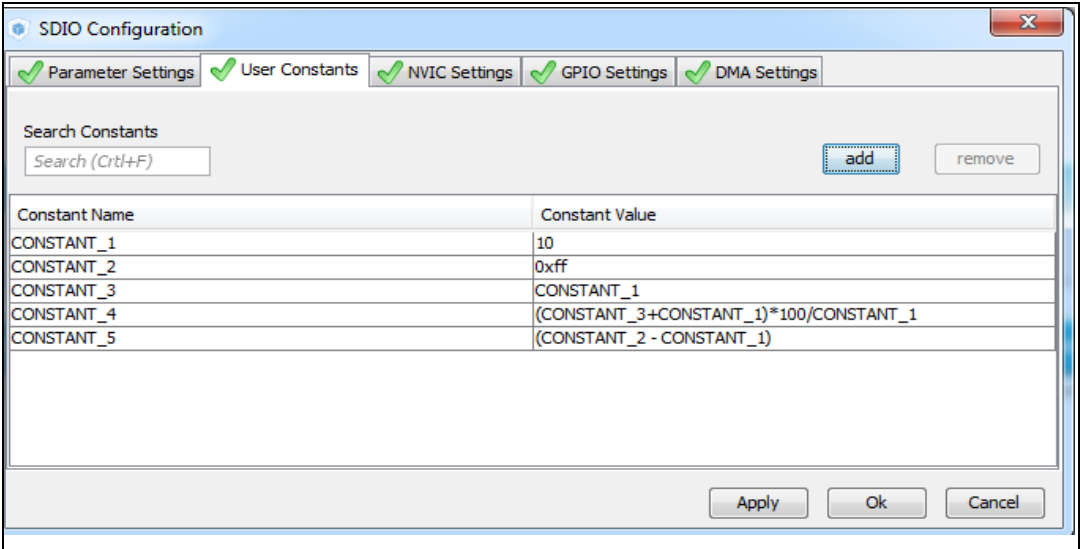 SDIO Configuration
Parameter Settings User Constants NVIC Settings GPIO Settings DMA Settings
Search Constants
Search (Crtl+F) add remove
Constant Name Constant Value
CONSTANT_1 10
CONSTANT_2 0xff
CONSTANT_3 CONSTANT_1
CONSTANT_4 (CONSTANT_3+CONSTANT_1)*100/CONSTANT_1
CONSTANT_5 (CONSTANT_2 - CONSTANT_1)
Apply Ok Cancel